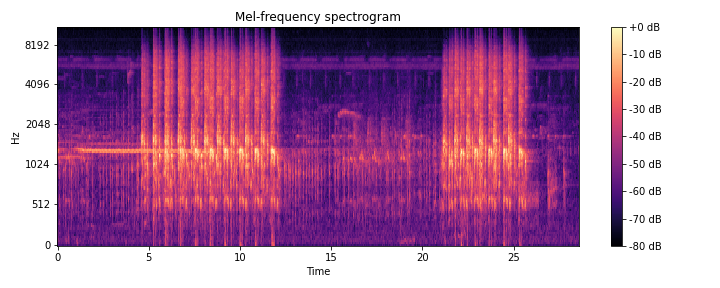 Mel-frequency spectrogram
Hz
8192
4096
2048
1024
512
0
0 5 10 15 20 25
Time
+0 dB
-10 dB
-20 dB
-30 dB
-40 dB
-50 dB
-60 dB
-70 dB
-80 dB